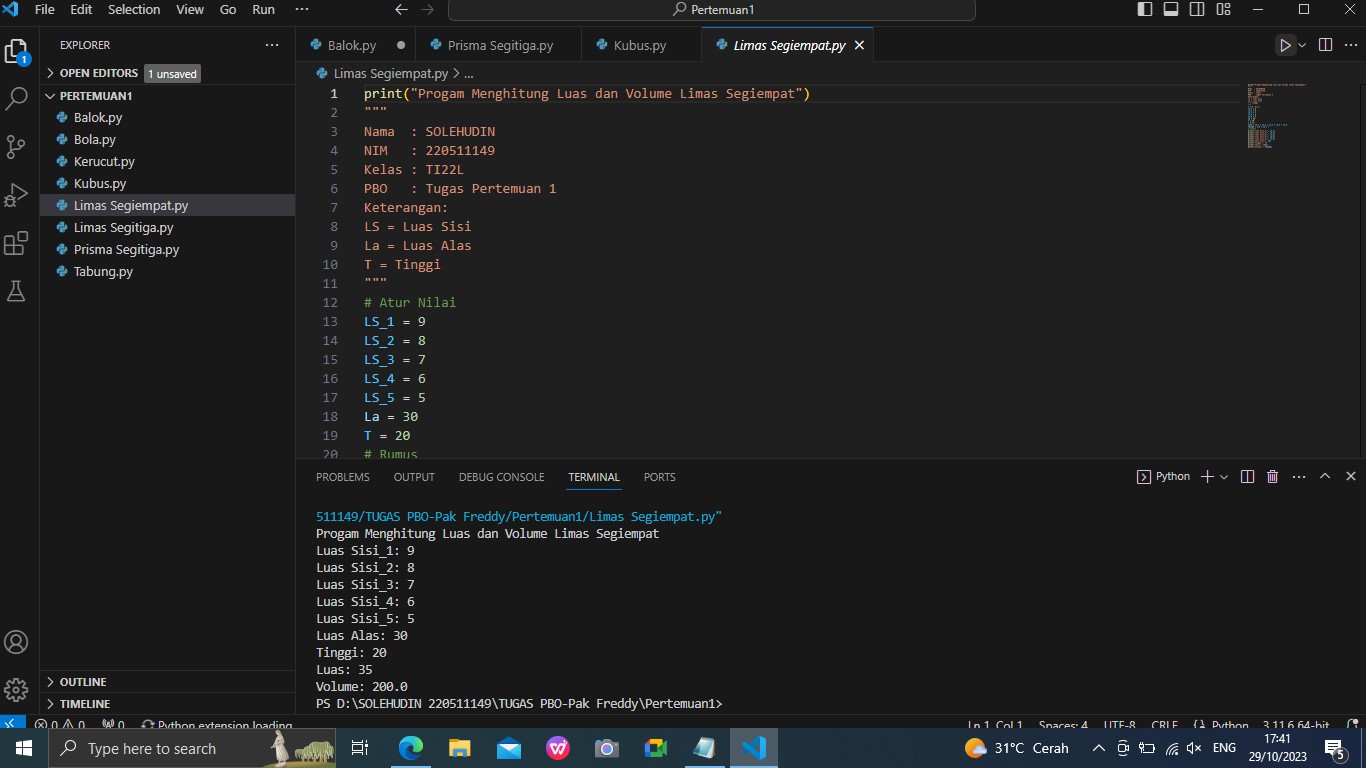 File Edit Selection View Go Run ··· ← → Pertemuan1
EXPLORER ···
Balok.py ● Prisma Segitiga.py Kubus.py Limas Segiempat.py ×
1
OPEN EDITORS 1 unsaved
PERTEMUAN1
Balok.py
Bola.py
Kerucut.py
Kubus.py
Limas Segiempat.py
Limas Segitiga.py
Prisma Segitiga.py
Tabung.py
OUTLINE
TIMELINE
Limas Segiempat.py > ...
1 print("Progam Menghitung Luas dan Volume Limas Segiempat")
2 """
3 Nama  : SOLEHUDIN
4 NIM   : 220511149
5 Kelas : TI22L
6 PBO   : Tugas Pertemuan 1
7 Keterangan:
8 LS = Luas Sisi
9 La = Luas Alas
10 T = Tinggi
11 """
12 # Atur Nilai
13 LS_1 = 9
14 LS_2 = 8
15 LS_3 = 7
16 LS_4 = 6
17 LS_5 = 5
18 La = 30
19 T = 20
20 # Rumus
PROBLEMS OUTPUT DEBUG CONSOLE TERMINAL PORTS Python
511149/TUGAS PBO-Pak Freddy/Pertemuan1/Limas Segiempat.py"
Progam Menghitung Luas dan Volume Limas Segiempat
Luas Sisi_1: 9
Luas Sisi_2: 8
Luas Sisi_3: 7
Luas Sisi_4: 6
Luas Sisi_5: 5
Luas Alas: 30
Tinggi: 20
Luas: 35
Volume: 200.0
PS D:\SOLEHUDIN 220511149\TUGAS PBO-Pak Freddy\Pertemuan1>
0 0 0 Python extension loading Ln 1, Col 1 Spaces: 4 UTF-8 CRLF Python 3.11.6 64-bit
Type here to search 31°C Cerah ENG 17:41
29/10/2023 5